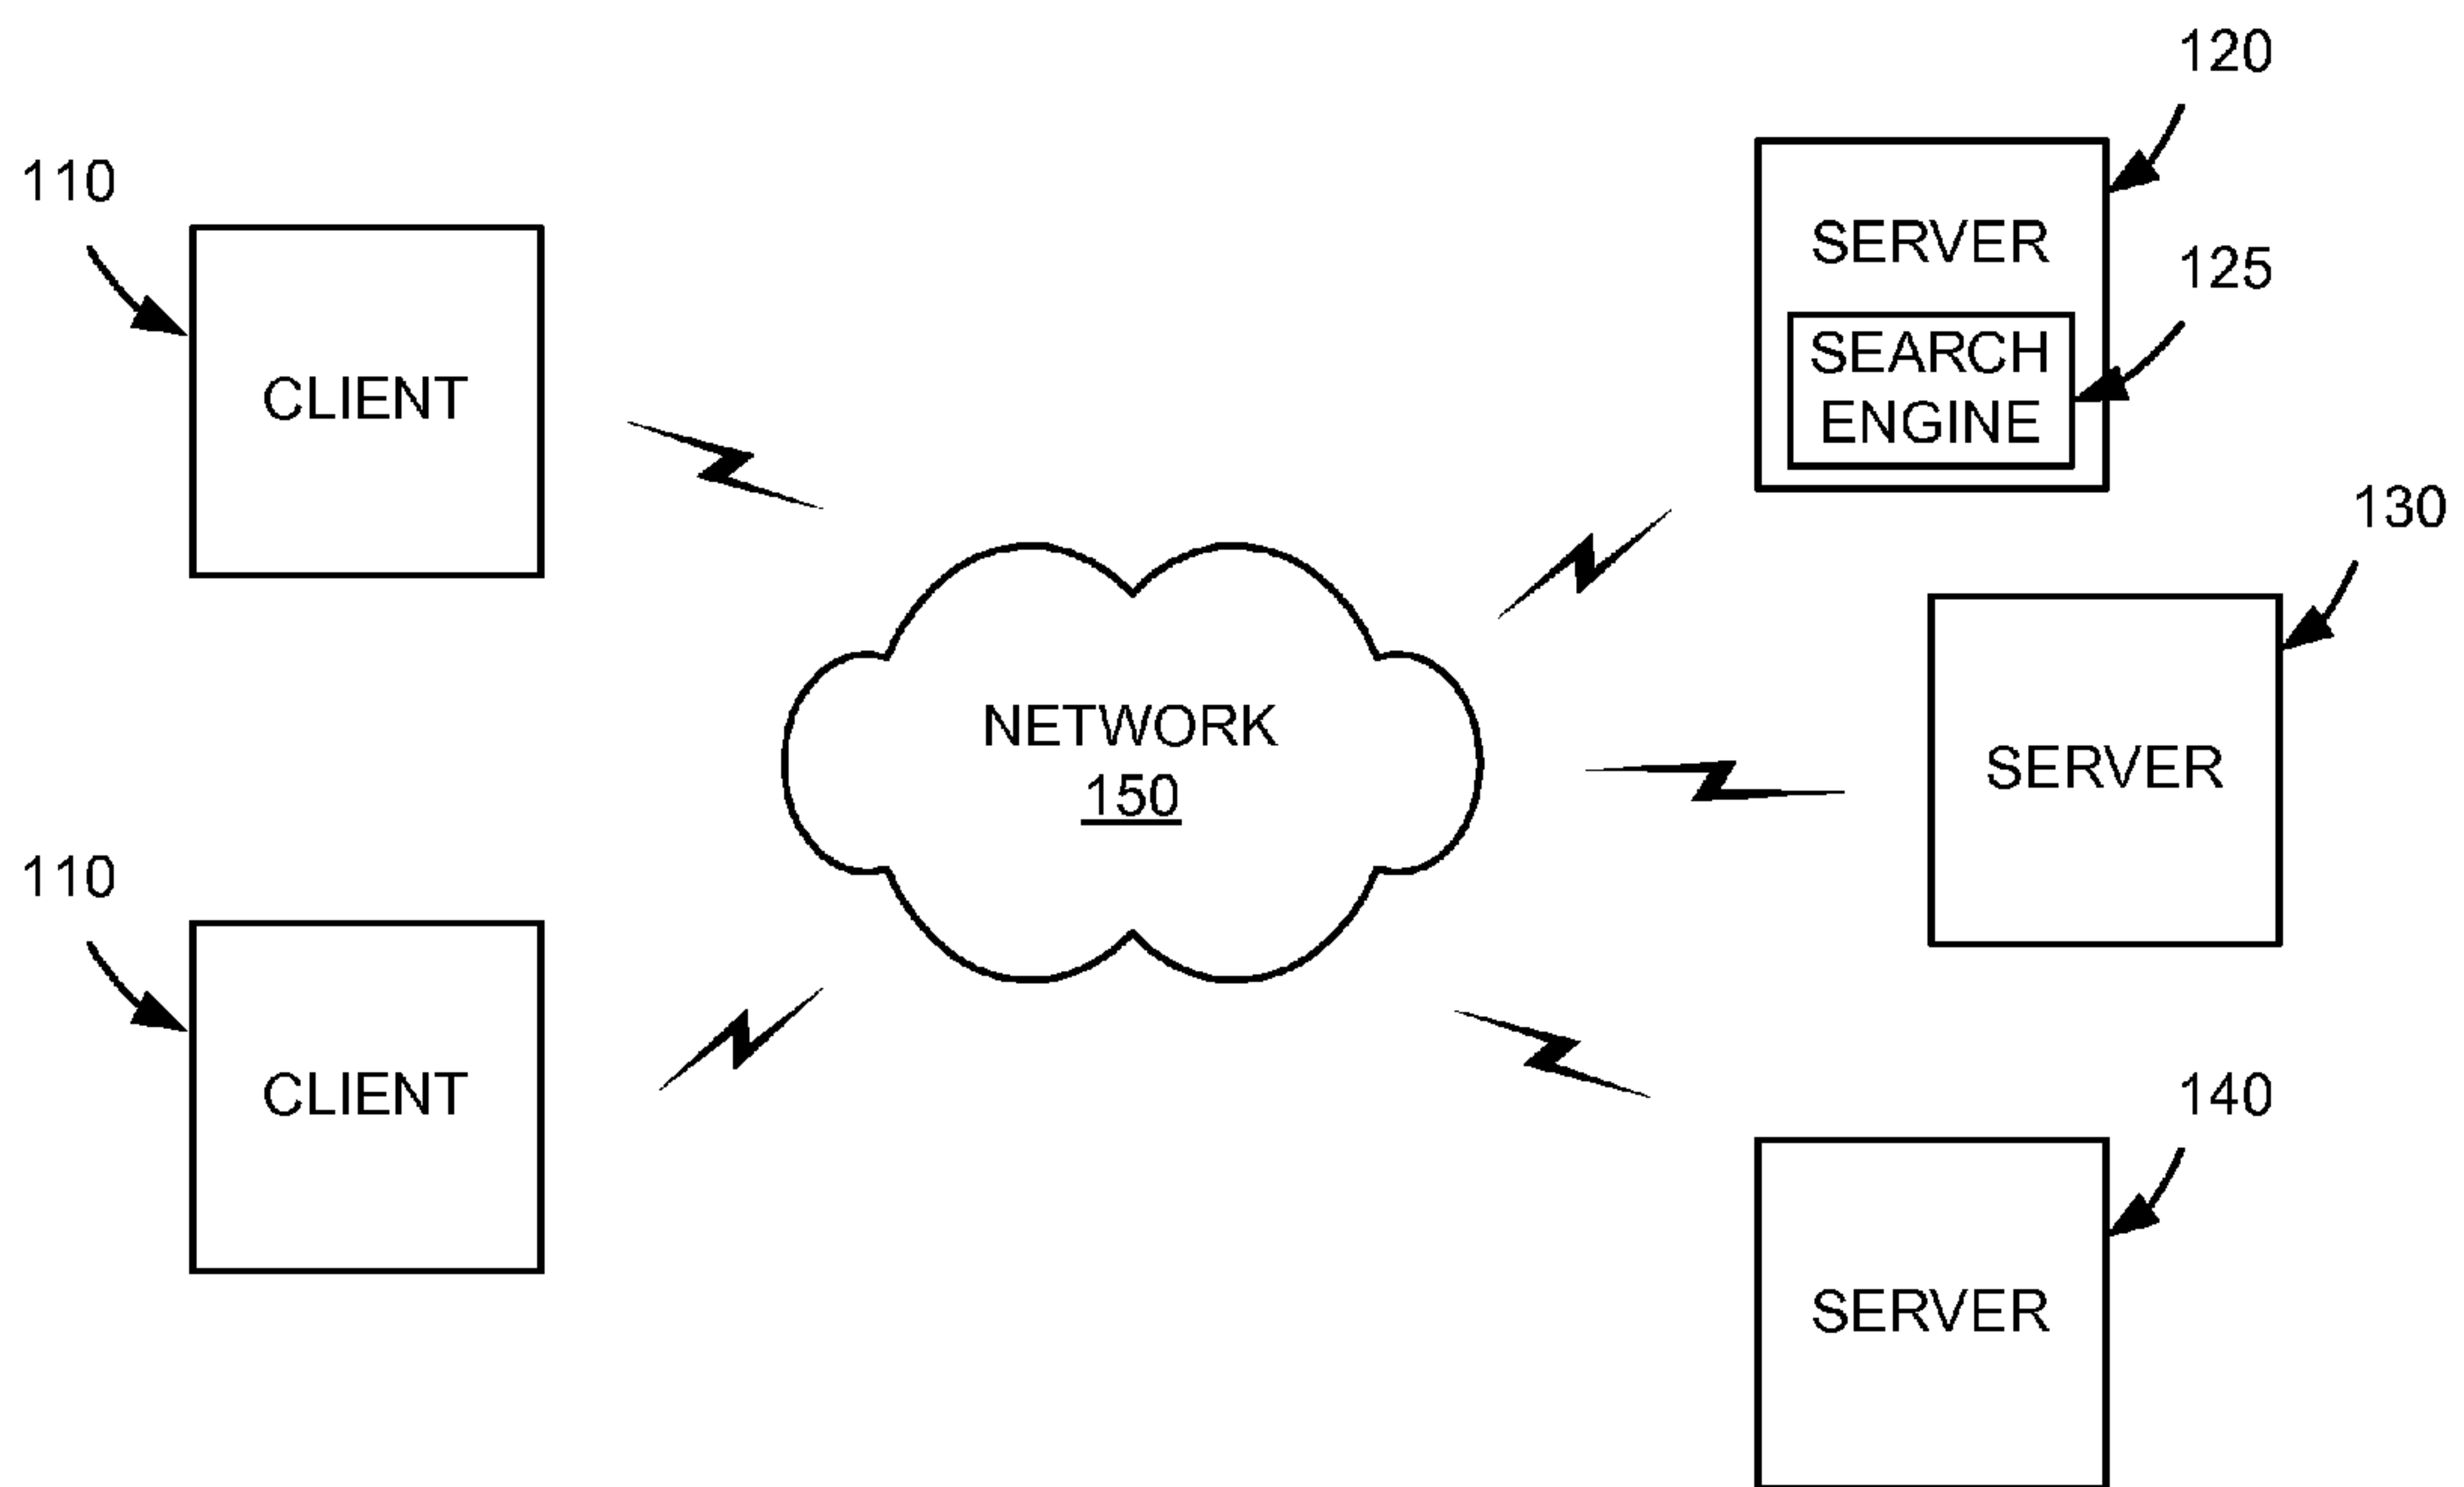 120
110
SERVER
125
SEARCH
ENGINE
CLIENT
130
NETWORK
150
SERVER
110
CLIENT
140
SERVER